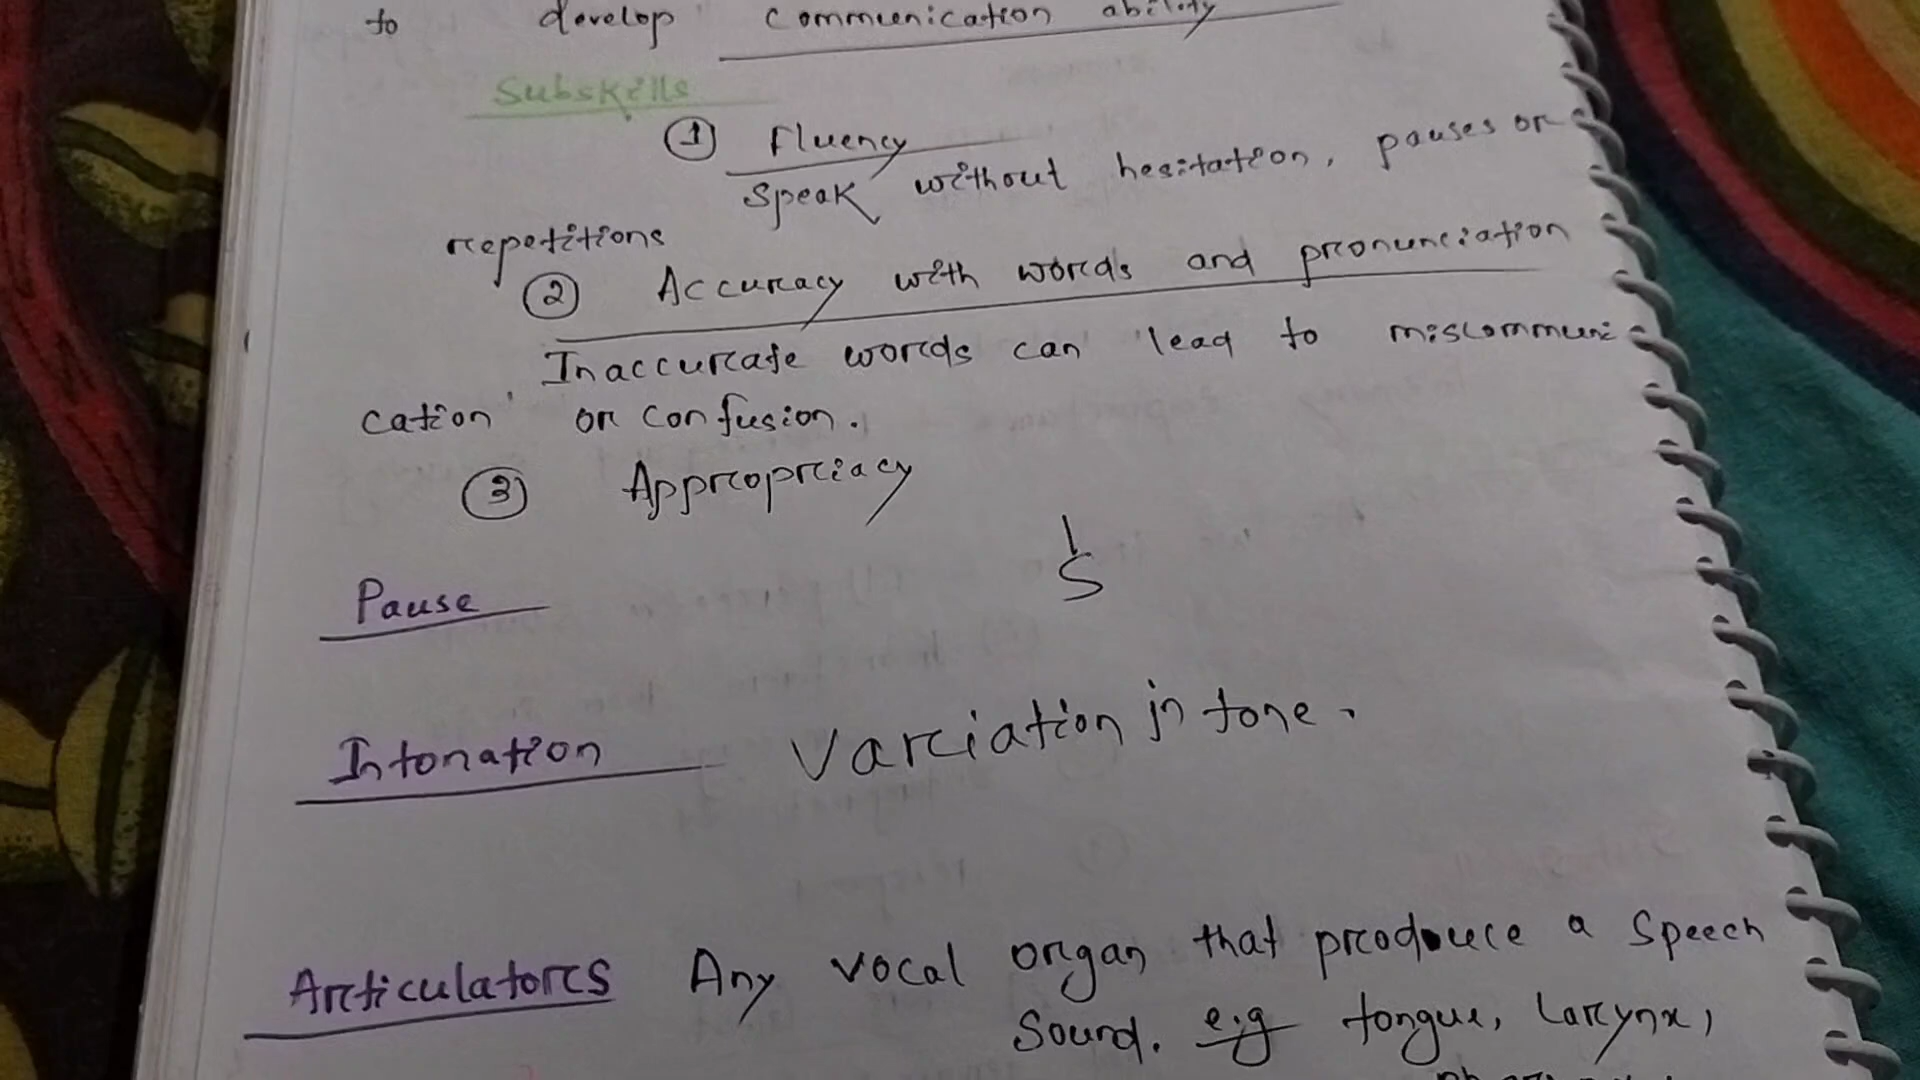 to develop communication ability
Subskills
① Fluency
Speak without hesitation, pauses or
repetitions
② Accuracy with words and pronunciation
Inaccurate words can lead to miscommuni
cation or confusion.
③ Appropriacy
Pause
Intonation Variation in tone.
Articulators Any vocal organ that produce a speech
sound. e.g tongue, larynx,